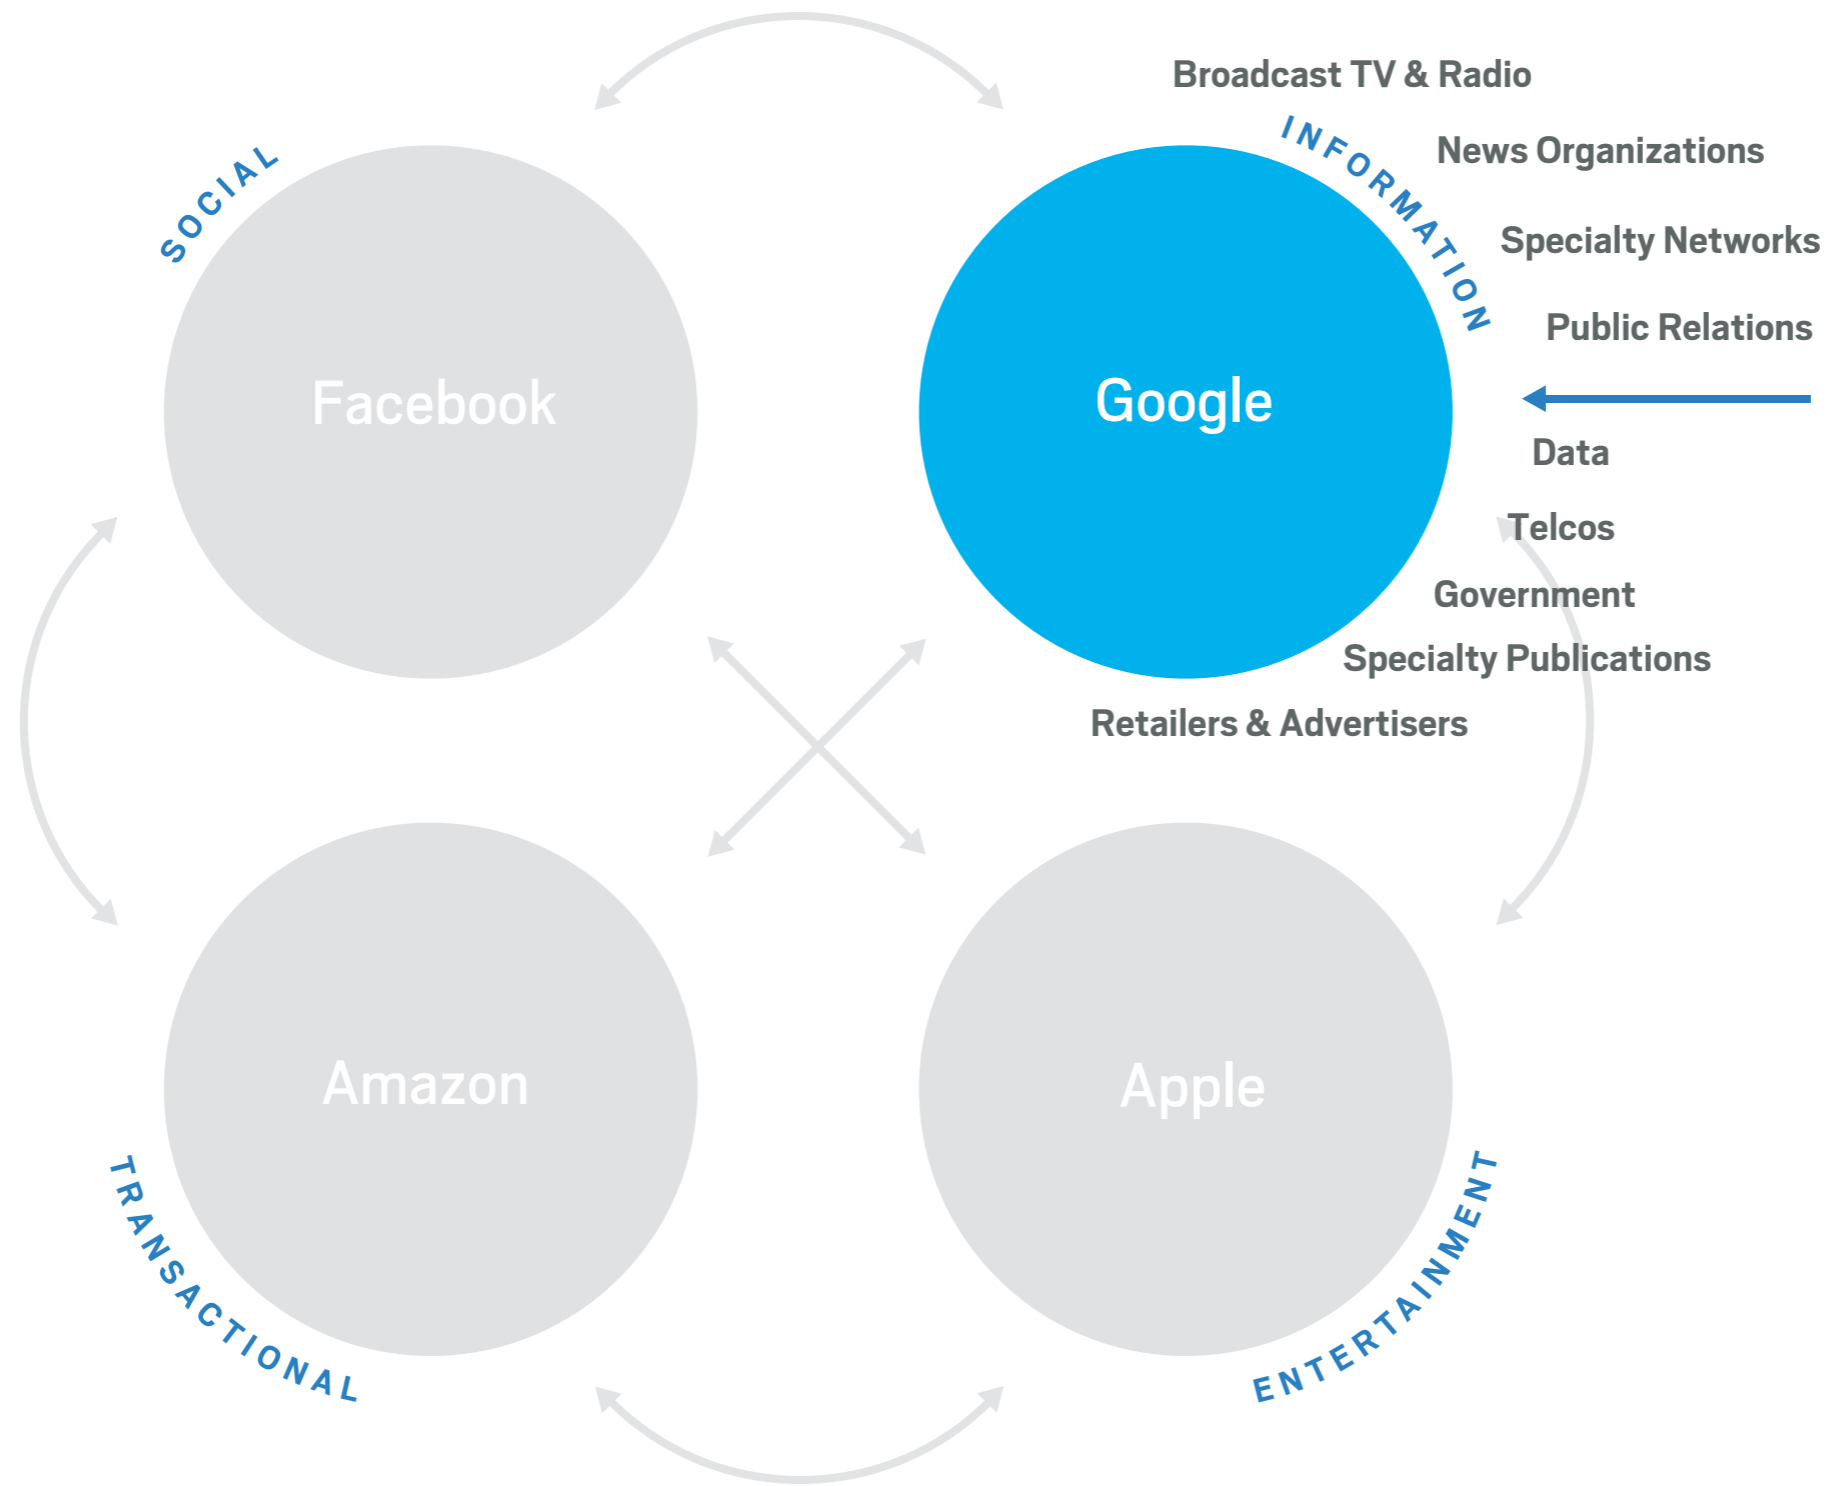 Broadcast TV & Radio
INFORMATION
News Organizations
SOCIAL
Specialty Networks
Public Relations
Facebook
Google
Data
Telcos
Government
Specialty Publications
Retailers & Advertisers
Amazon
Apple
TRANSACTIONAL
ENTERTAINMENT